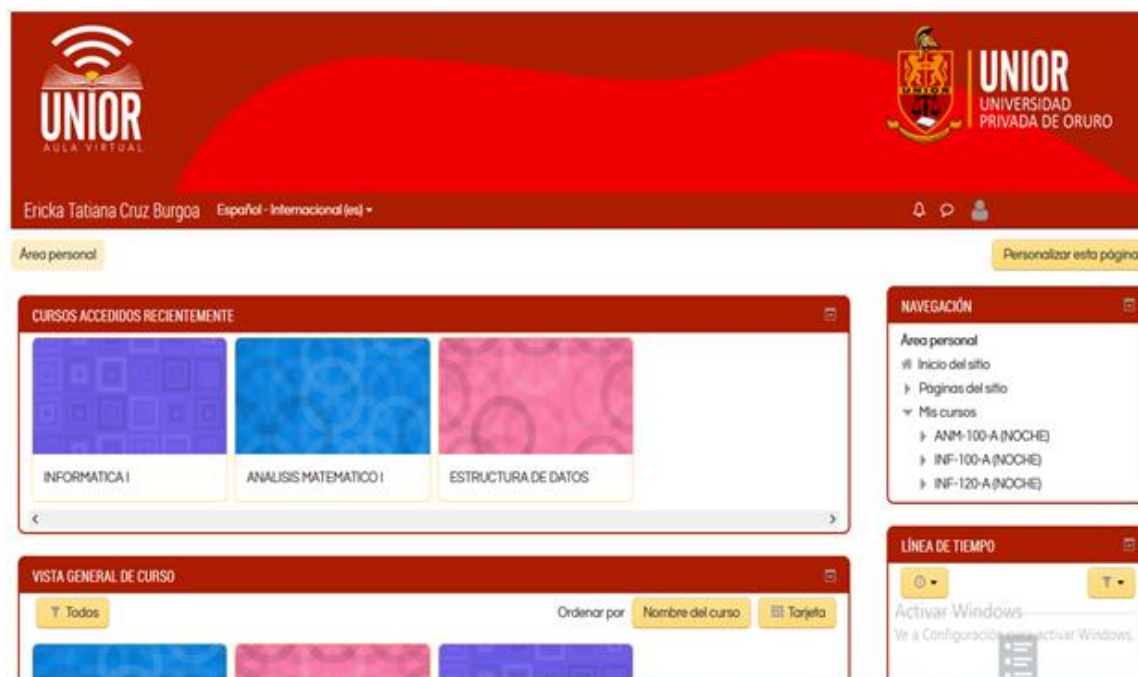 UNIOR
AULA VIRTUAL
UNIOR
UNIOR
UNIVERSIDAD
PRIVADA DE ORURO
Ericka Tatiana Cruz Burgoa Español - Internacional (es)
Área personal
Personalizar esta página
CURSOS ACCEDIDOS RECIENTEMENTE
INFORMATICA I
ANALISIS MATEMATICO I
ESTRUCTURA DE DATOS
VISTA GENERAL DE CURSO
Todos
Ordenar por Nombre del curso Tarjeta
NAVEGACIÓN
Área personal
Inicio del sitio
Páginas del sitio
Mis cursos
ANM-100-A (NOCHE)
INF-100-A (NOCHE)
INF-120-A (NOCHE)
LÍNEA DE TIEMPO
Activar Windows
Ve a Configuración para activar Windows.